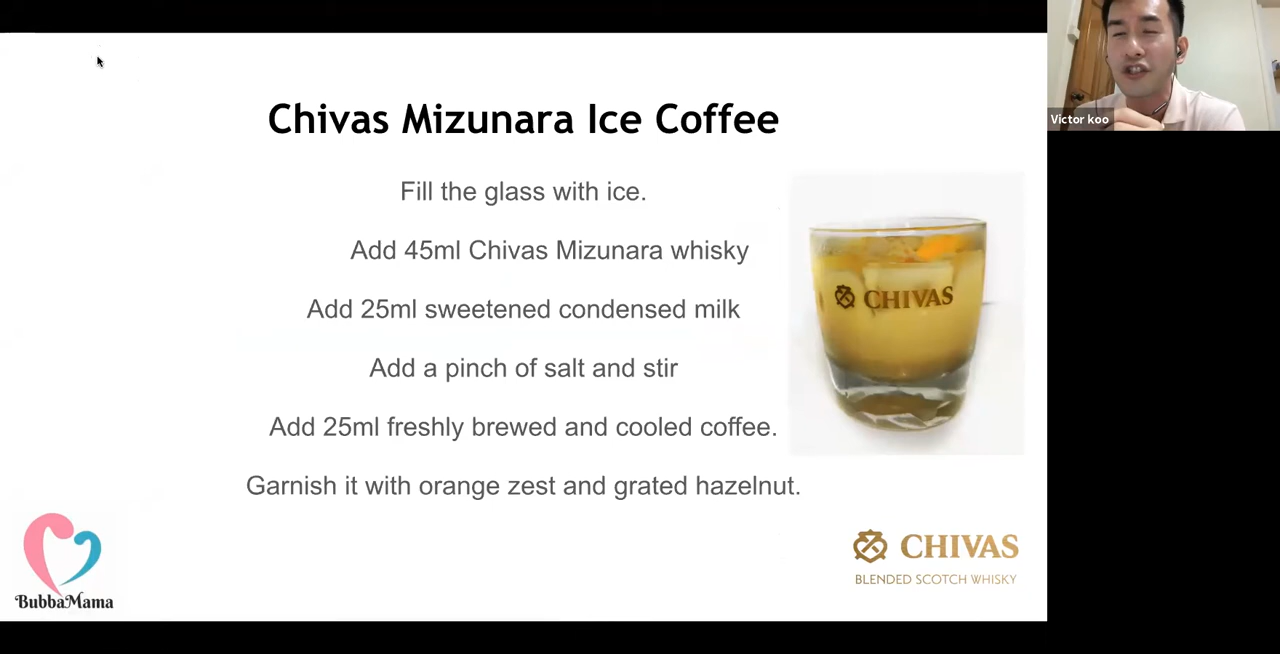 Victor koo
Chivas Mizunara Ice Coffee
Fill the glass with ice.
Add 45ml Chivas Mizunara whisky
Add 25ml sweetened condensed milk
Add a pinch of salt and stir
Add 25ml freshly brewed and cooled coffee.
Garnish it with orange zest and grated hazelnut.
CHIVAS
BubbaMama
CHIVAS
BLENDED SCOTCH WHISKY